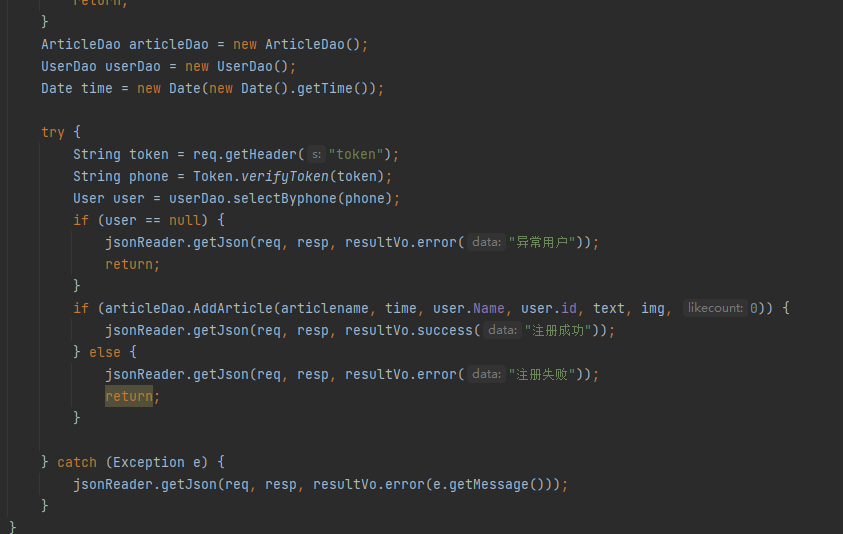 return;
}
ArticleDao articleDao = new ArticleDao();
UserDao userDao = new UserDao();
Date time = new Date(new Date().getTime());
try {
String token = req.getHeader( s: "token");
String phone = Token.verifyToken(token);
User user = userDao.selectByphone(phone);
if (user == null) {
jsonReader.getJson(req, resp, resultVo.error( data: "异常用户"));
return;
}
if (articleDao.AddArticle(articlename, time, user.Name, user.id, text, img, likecount: 0)) {
jsonReader.getJson(req, resp, resultVo.success( data: "注册成功"));
} else {
jsonReader.getJson(req, resp, resultVo.error( data: "注册失败"));
return;
}
} catch (Exception e) {
jsonReader.getJson(req, resp, resultVo.error(e.getMessage()));
}
}